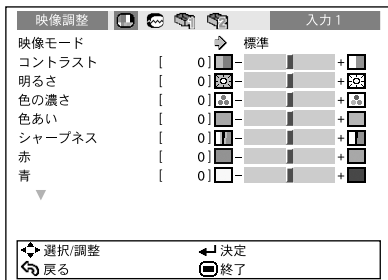 映像調整 入力1
映像モード 標準
コントラスト [ 0] - +
明るさ [ 0] - +
色の濃さ [ 0] - +
色あい [ 0] - +
シャープネス [ 0] - +
赤 [ 0] - +
青 [ 0] - +
選択/調整 決定
戻る 終了